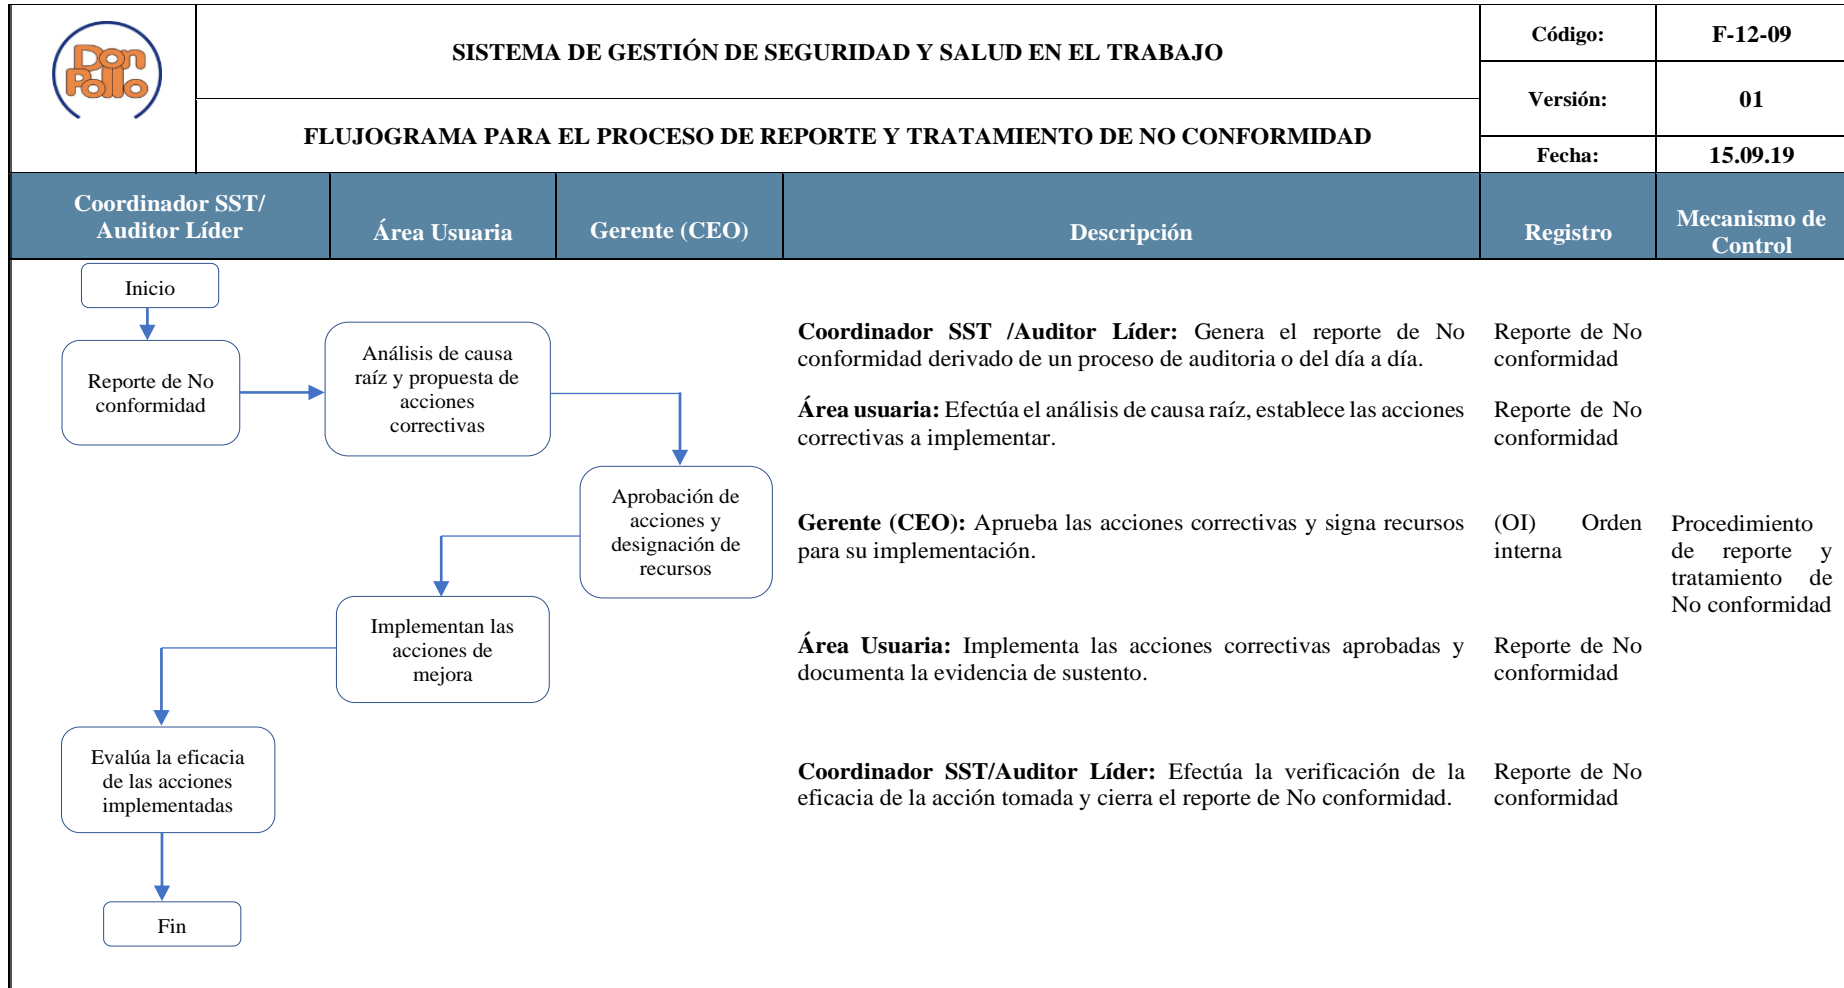 Don
Pollo
SISTEMA DE GESTIÓN DE SEGURIDAD Y SALUD EN EL TRABAJO
FLUJOGRAMA PARA EL PROCESO DE REPORTE Y TRATAMIENTO DE NO CONFORMIDAD
Código: F-12-09
Versión: 01
Fecha: 15.09.19
Coordinador SST/
Auditor Líder
Área Usuaria
Gerente (CEO)
Descripción
Registro
Mecanismo de
Control
Inicio
Reporte de No
conformidad
Análisis de causa
raíz y propuesta de
acciones
correctivas
Aprobación de
acciones y
designación de
recursos
Implementan las
acciones de
mejora
Evalúa la eficacia
de las acciones
implementadas
Fin
Coordinador SST /Auditor Líder: Genera el reporte de No
conformidad derivado de un proceso de auditoria o del día a día.
Reporte de No
conformidad
Área usuaria: Efectúa el análisis de causa raíz, establece las acciones
correctivas a implementar.
Reporte de No
conformidad
Gerente (CEO): Aprueba las acciones correctivas y signa recursos
para su implementación.
(OI) Orden
interna
Procedimiento
de reporte y
tratamiento de
No conformidad
Área Usuaria: Implementa las acciones correctivas aprobadas y
documenta la evidencia de sustento.
Reporte de No
conformidad
Coordinador SST/Auditor Líder: Efectúa la verificación de la
eficacia de la acción tomada y cierra el reporte de No conformidad.
Reporte de No
conformidad